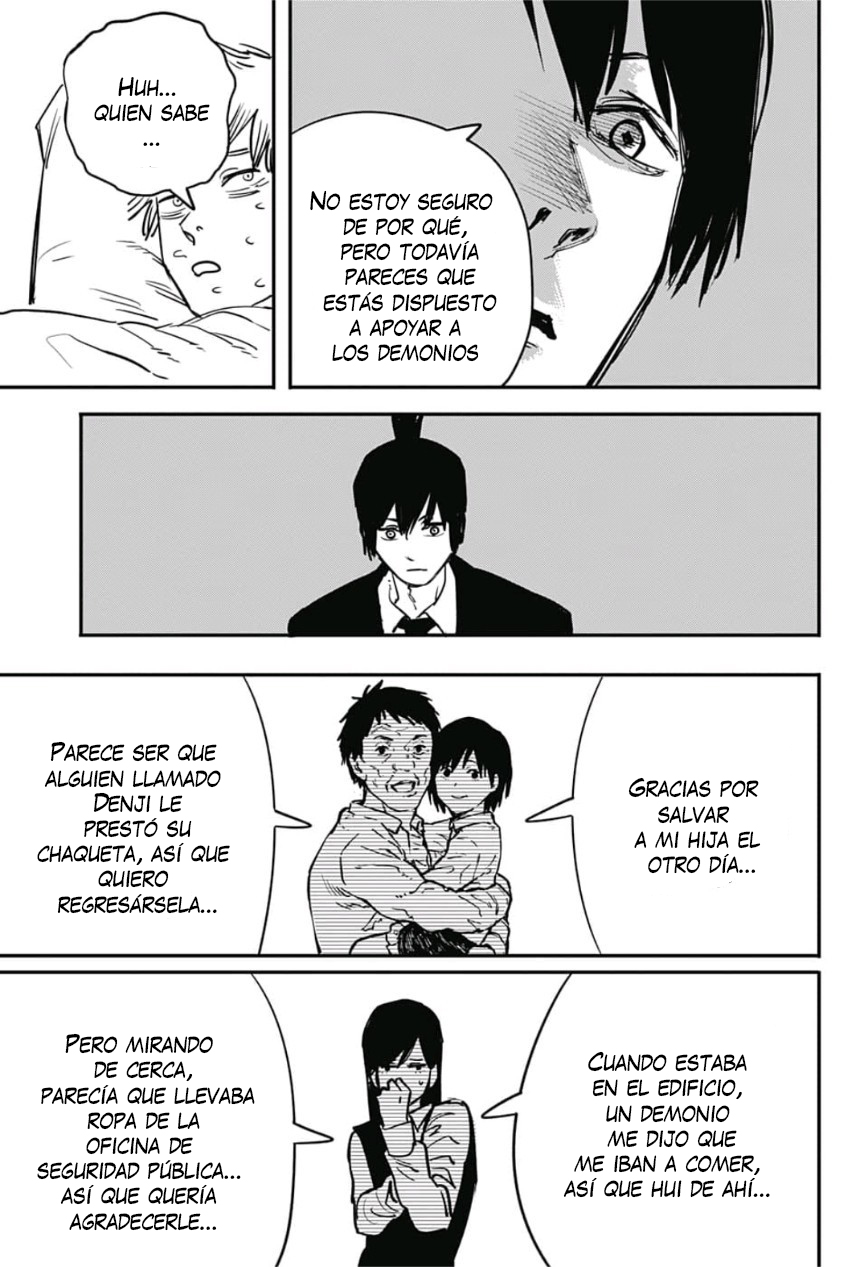 No estoy seguro
de por qué,
pero todavía
pareces que
estás dispuesto
a apoyar a
los demonios
Huh...
quien sabe
...
Gracias por
salvar
a mi hija el
otro día...
Parece ser que
alguien llamado
Denji le
prestó su
chaqueta, así que
quiero
regresársela...
Cuando estaba
en el edificio,
un demonio
me dijo que
me iban a comer,
así que hui de ahí...
Pero mirando
de cerca,
parecía que llevaba
ropa de la
oficina de
seguridad pública...
así que quería
agradecerle...